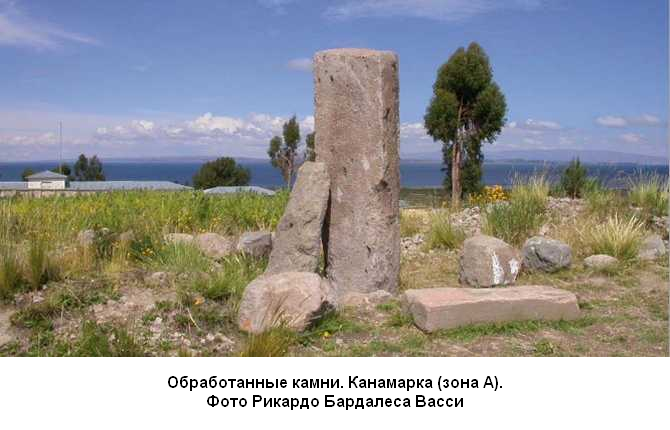 Обработанные камни. Канамарка (зона А).
Фото Рикардо Бардалеса Васси